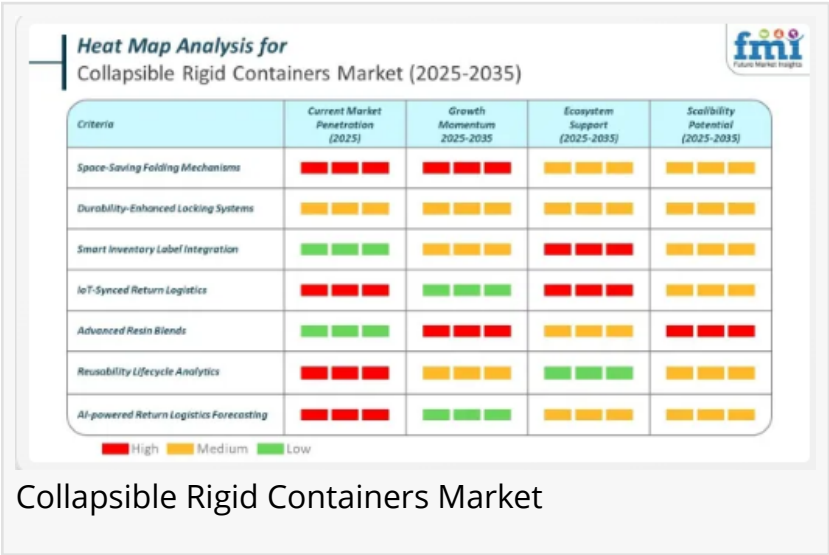 Heat Map Analysis for
Collapsible Rigid Containers Market (2025-2035)
fmi
Future Market Insights
Criteria
Current Market
Penetration
(2025)
Growth
Momentum
2025-2035
Ecosystem
Support
(2025-2035)
Scalibility
Potential
(2025-2035)
Space-Saving Folding Mechanisms
Durability-Enhanced Locking Systems
Smart Inventory Label Integration
IoT-Synced Return Logistics
Advanced Resin Blends
Reusability Lifecycle Analytics
AI-powered Return Logistics Forecasting
High Medium Low
Collapsible Rigid Containers Market